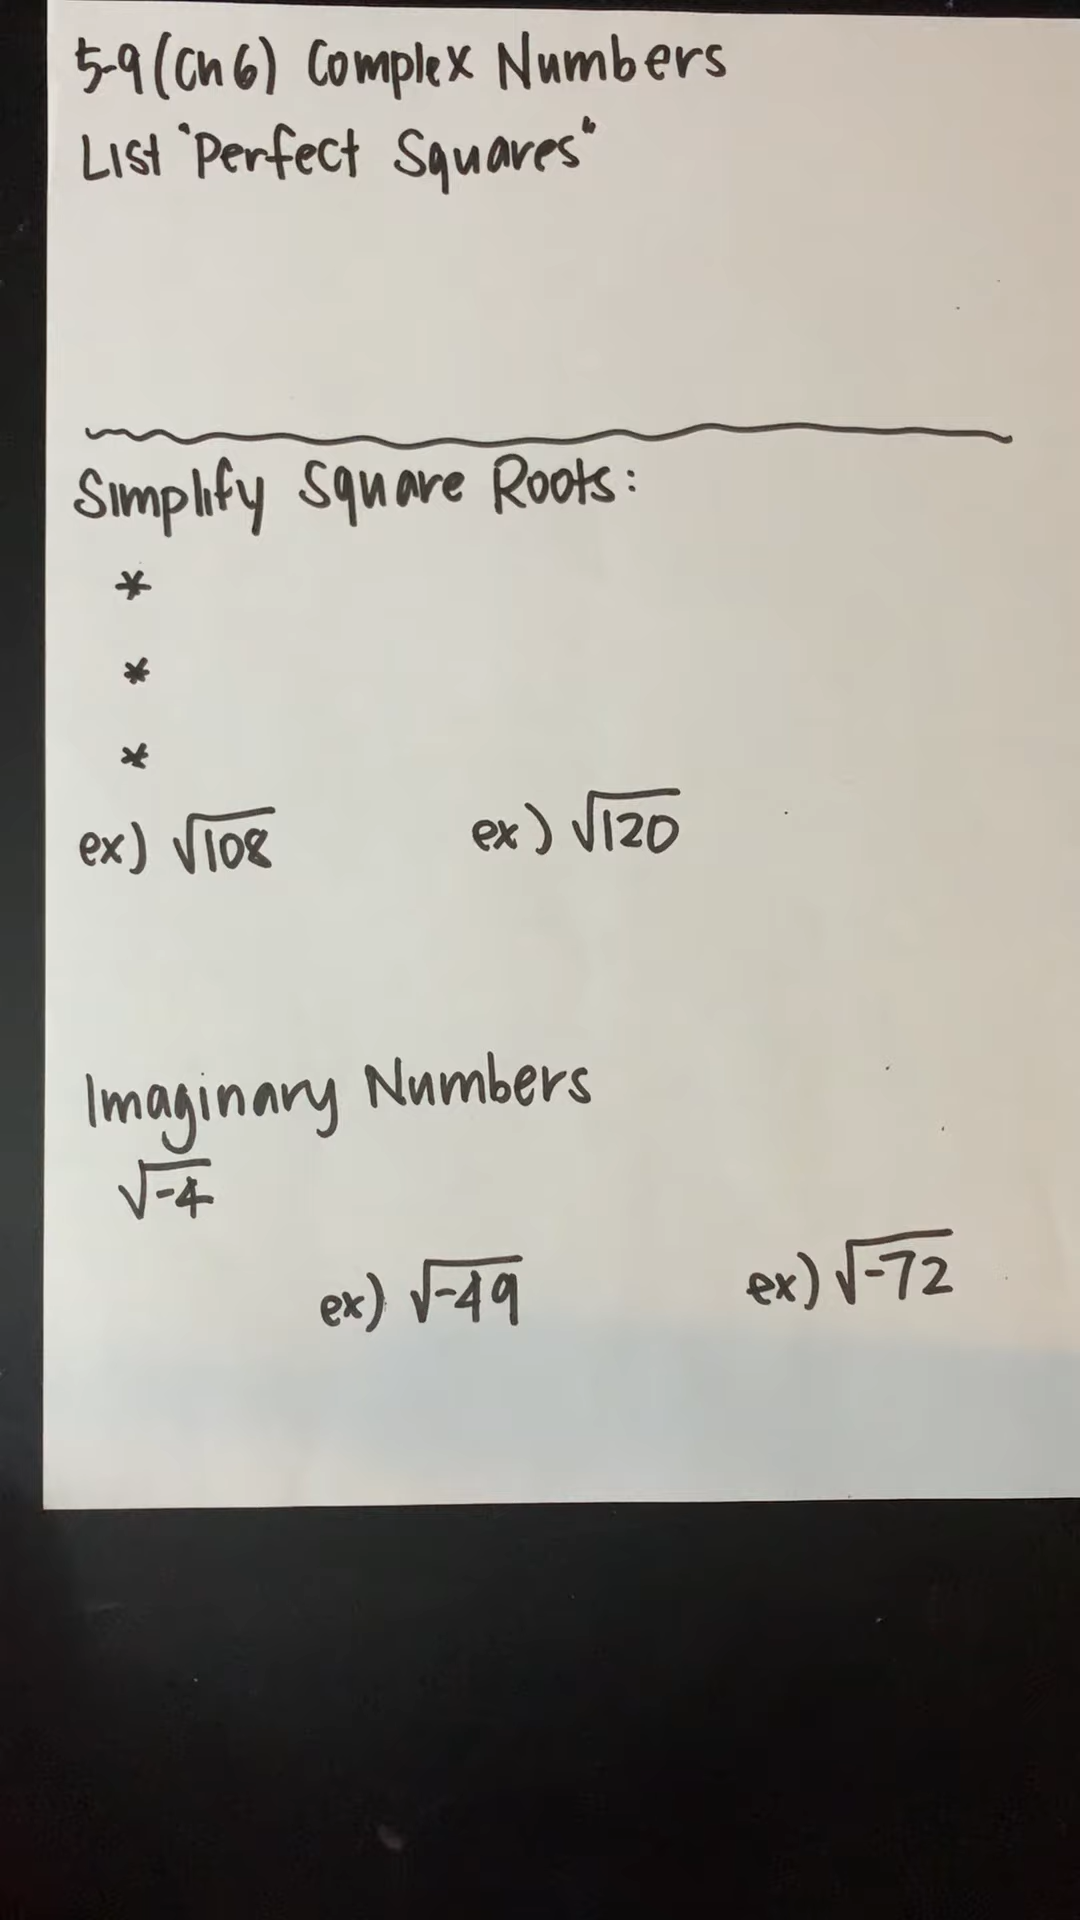 5-9 (Ch 6) Complex Numbers
List "Perfect Squares"
Simplify Square Roots:
*
*
*
ex) √108 ex) √120
Imaginary Numbers
√-4
ex) √-49 ex) √-72